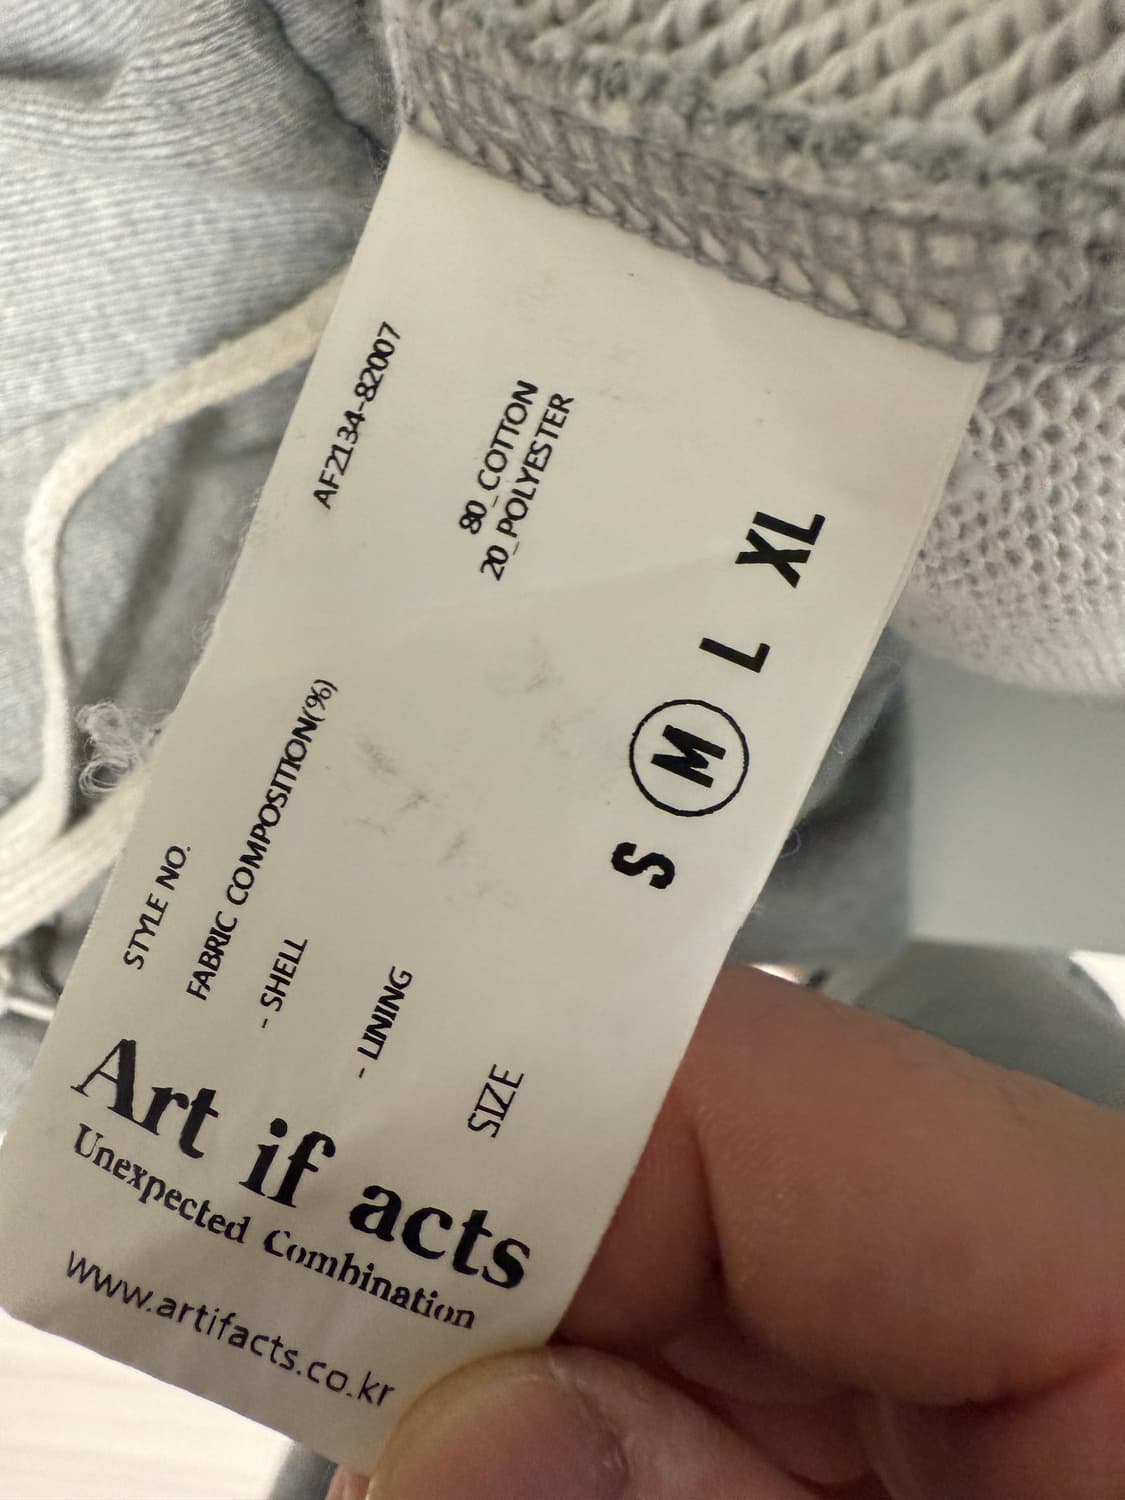 STYLE NO. AF2134-82007
FABRIC COMPOSITION(%)
- SHELL 80_COTTON
20_POLYESTER
- LINING
SIZE S M L XL
Art if acts
Unexpected Combination
www.artifacts.co.kr